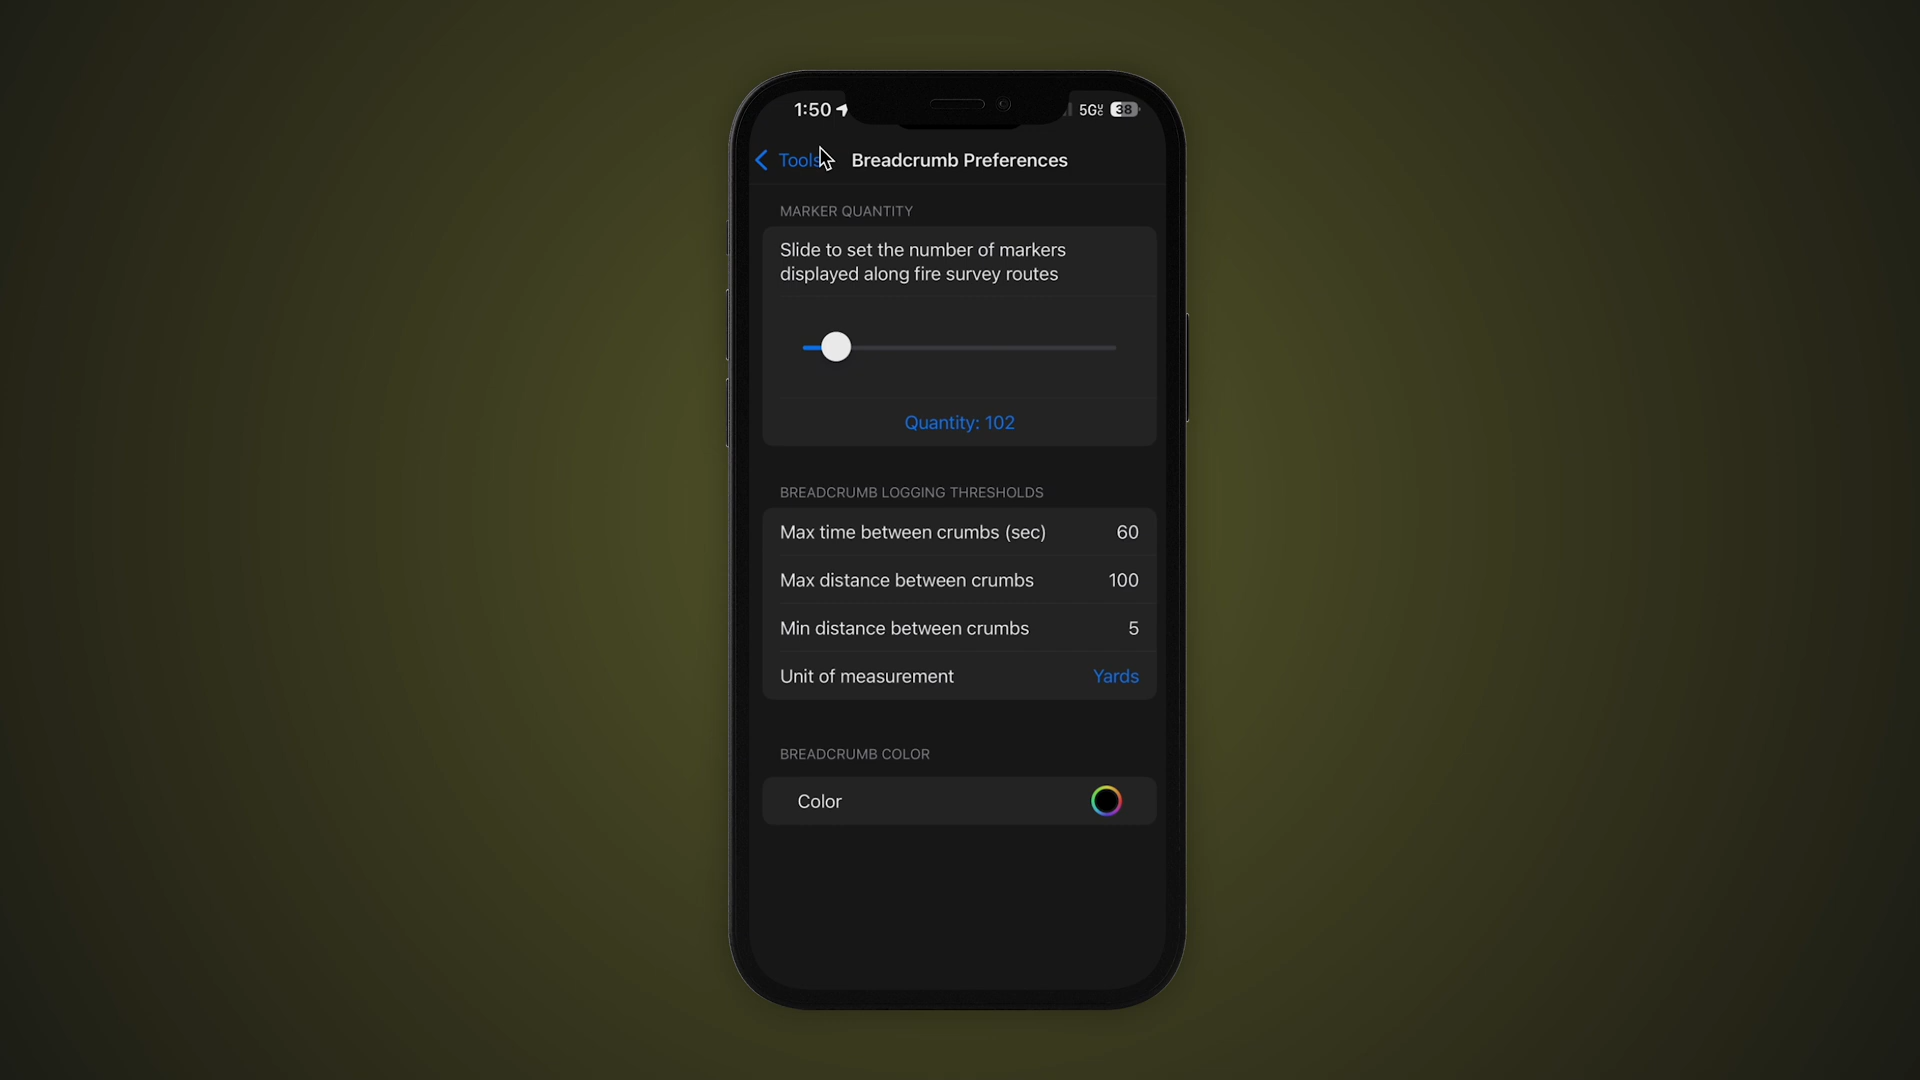 1:50
5G
38
Tools
Breadcrumb Preferences
MARKER QUANTITY
Slide to set the number of markers
displayed along fire survey routes
Quantity: 102
BREADCRUMB LOGGING THRESHOLDS
Max time between crumbs (sec) 60
Max distance between crumbs 100
Min distance between crumbs 5
Unit of measurement Yards
BREADCRUMB COLOR
Color